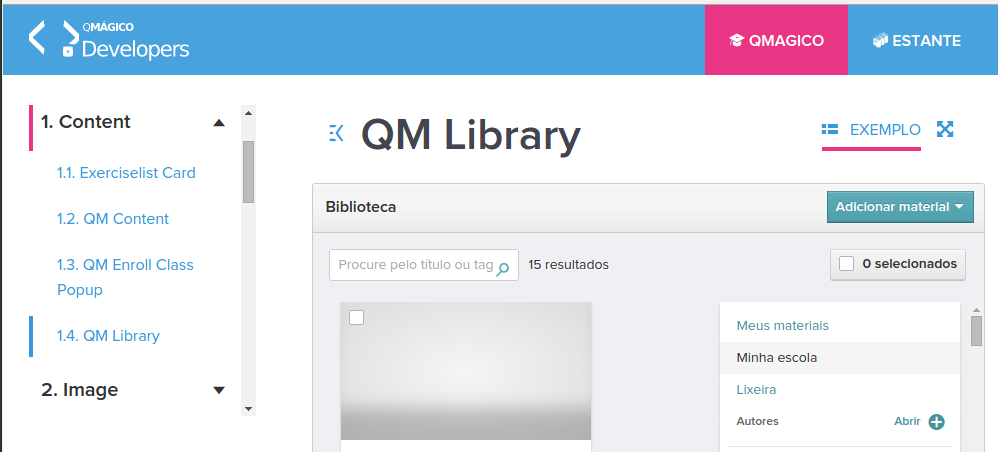 QMÁGICO
Developers
QMAGICO
ESTANTE
1. Content
1.1. Exerciselist Card
1.2. QM Content
1.3. QM Enroll Class
Popup
1.4. QM Library
2. Image
QM Library
EXEMPLO
Biblioteca
Adicionar material
Procure pelo título ou tag
15 resultados
0 selecionados
Meus materiais
Minha escola
Lixeira
Autores
Abrir